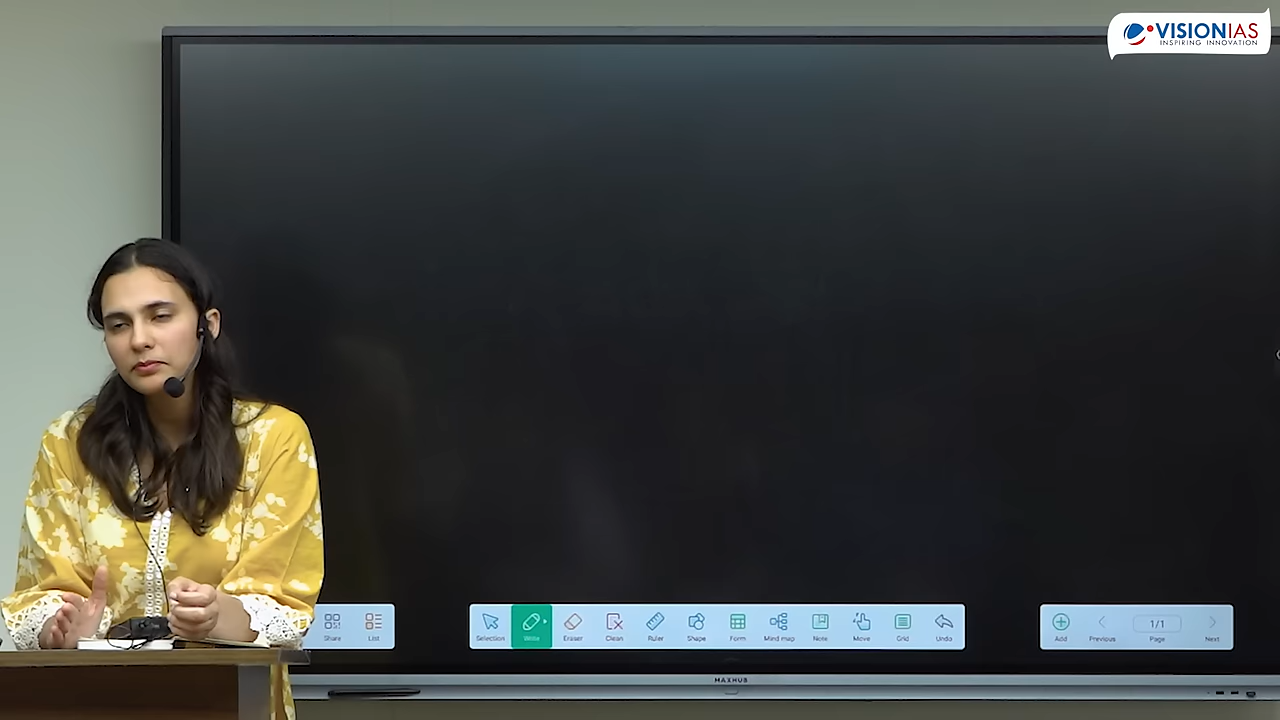 VISIONIAS
INSPIRING INNOVATION
Share
List
Selection
Write
Eraser
Clean
Ruler
Shape
Form
Mind map
Note
Move
Grid
Undo
Add
Previous
1/1
Page
Next
MAXHUB